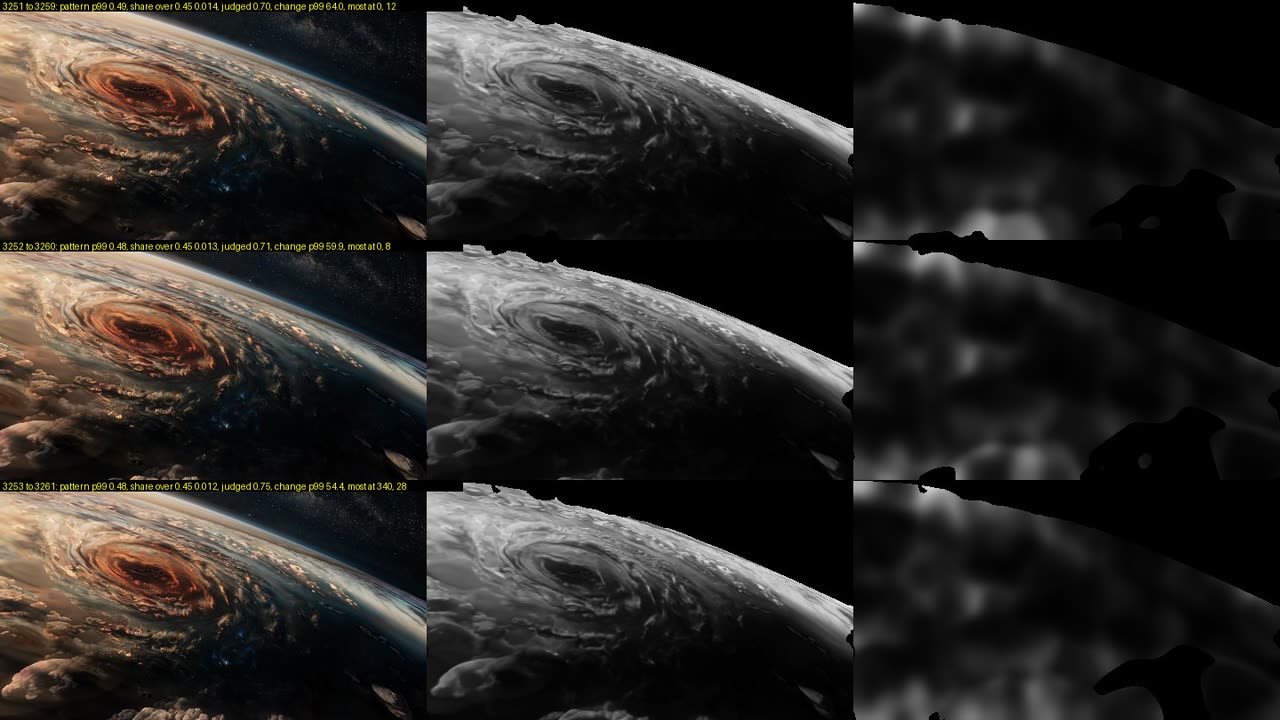 3251 to 3259: pattern p99 0.49, share over 0.45 0.014, judged 0.70, change p99 64.0, most at 0, 12
3252 to 3260: pattern p99 0.48, share over 0.45 0.013, judged 0.71, change p99 59.9, most at 0, 8
3253 to 3261: pattern p99 0.48, share over 0.45 0.012, judged 0.75, change p99 54.4, most at 340, 28